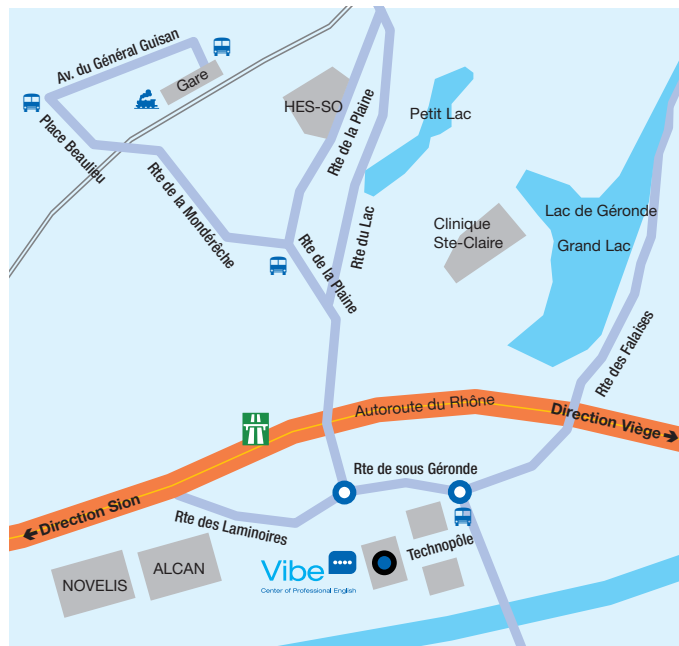 Av. du Général Guisan
Gare
Place Beaulieu
HES-SO
Rte de la Plaine
Petit Lac
Rte de la Mondérêche
Rte du Lac
Clinique
Ste-Claire
Lac de Géronde
Grand Lac
Rte de la Plaine
Rte des Falaises
Autoroute du Rhône
Direction Viège
Direction Sion
Rte de sous Géronde
Rte des Laminoires
Technopôle
NOVELIS
ALCAN
Vibe
Center of Professional English